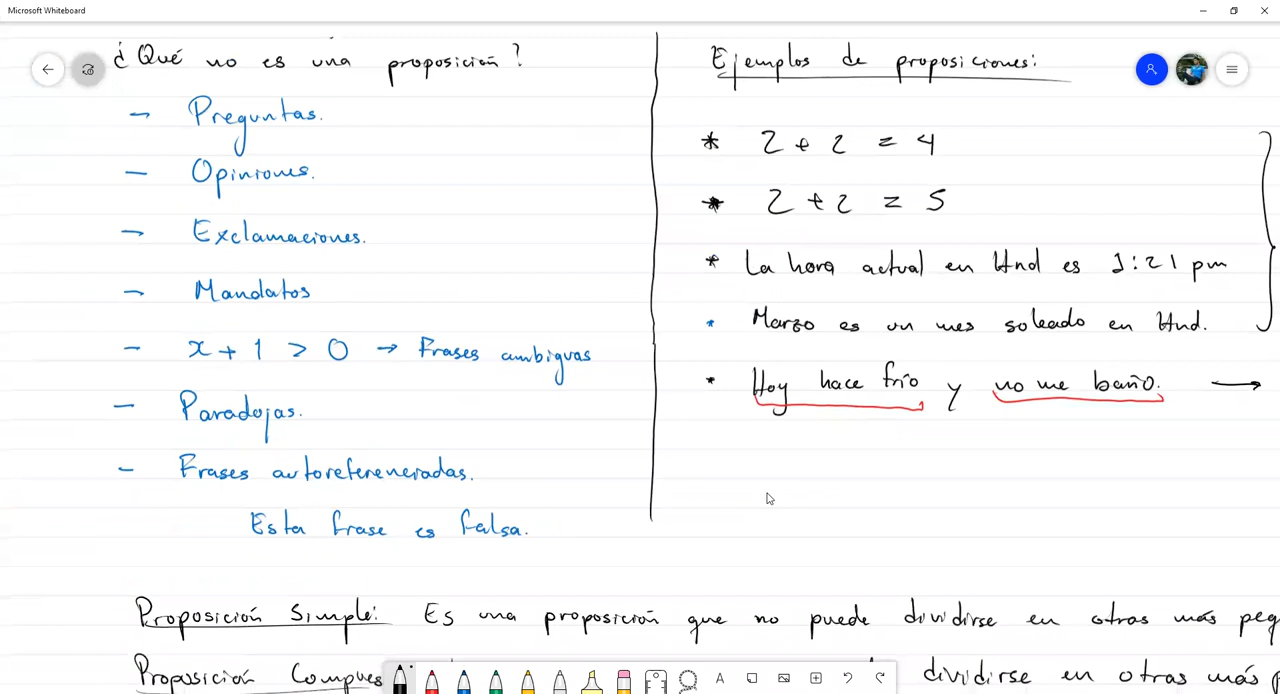 Microsoft Whiteboard
¿Qué no es una proposición?
- Preguntas.
- Opiniones.
- Exclamaciones.
- Mandatos
- x + 1 > 0 → Frases ambiguas
- Paradojas.
- Frases autoreferenciadas.
Esta frase es falsa.
Ejemplos de proposiciones:
* 2 + 2 = 4
* 2 + 2 = 5
* La hora actual en Hnd es 1:21 pm
* Marzo es un mes soleado en Hnd.
* Hoy hace frío y no me baño. →
Proposición Simple: Es una proposición que no puede dividirse en otras más peq
Proposición Compues dividirse en otras más p